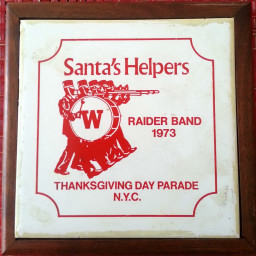 Santa's Helpers
W
RAIDER BAND
1973
THANKSGIVING DAY PARADE
N.Y.C.